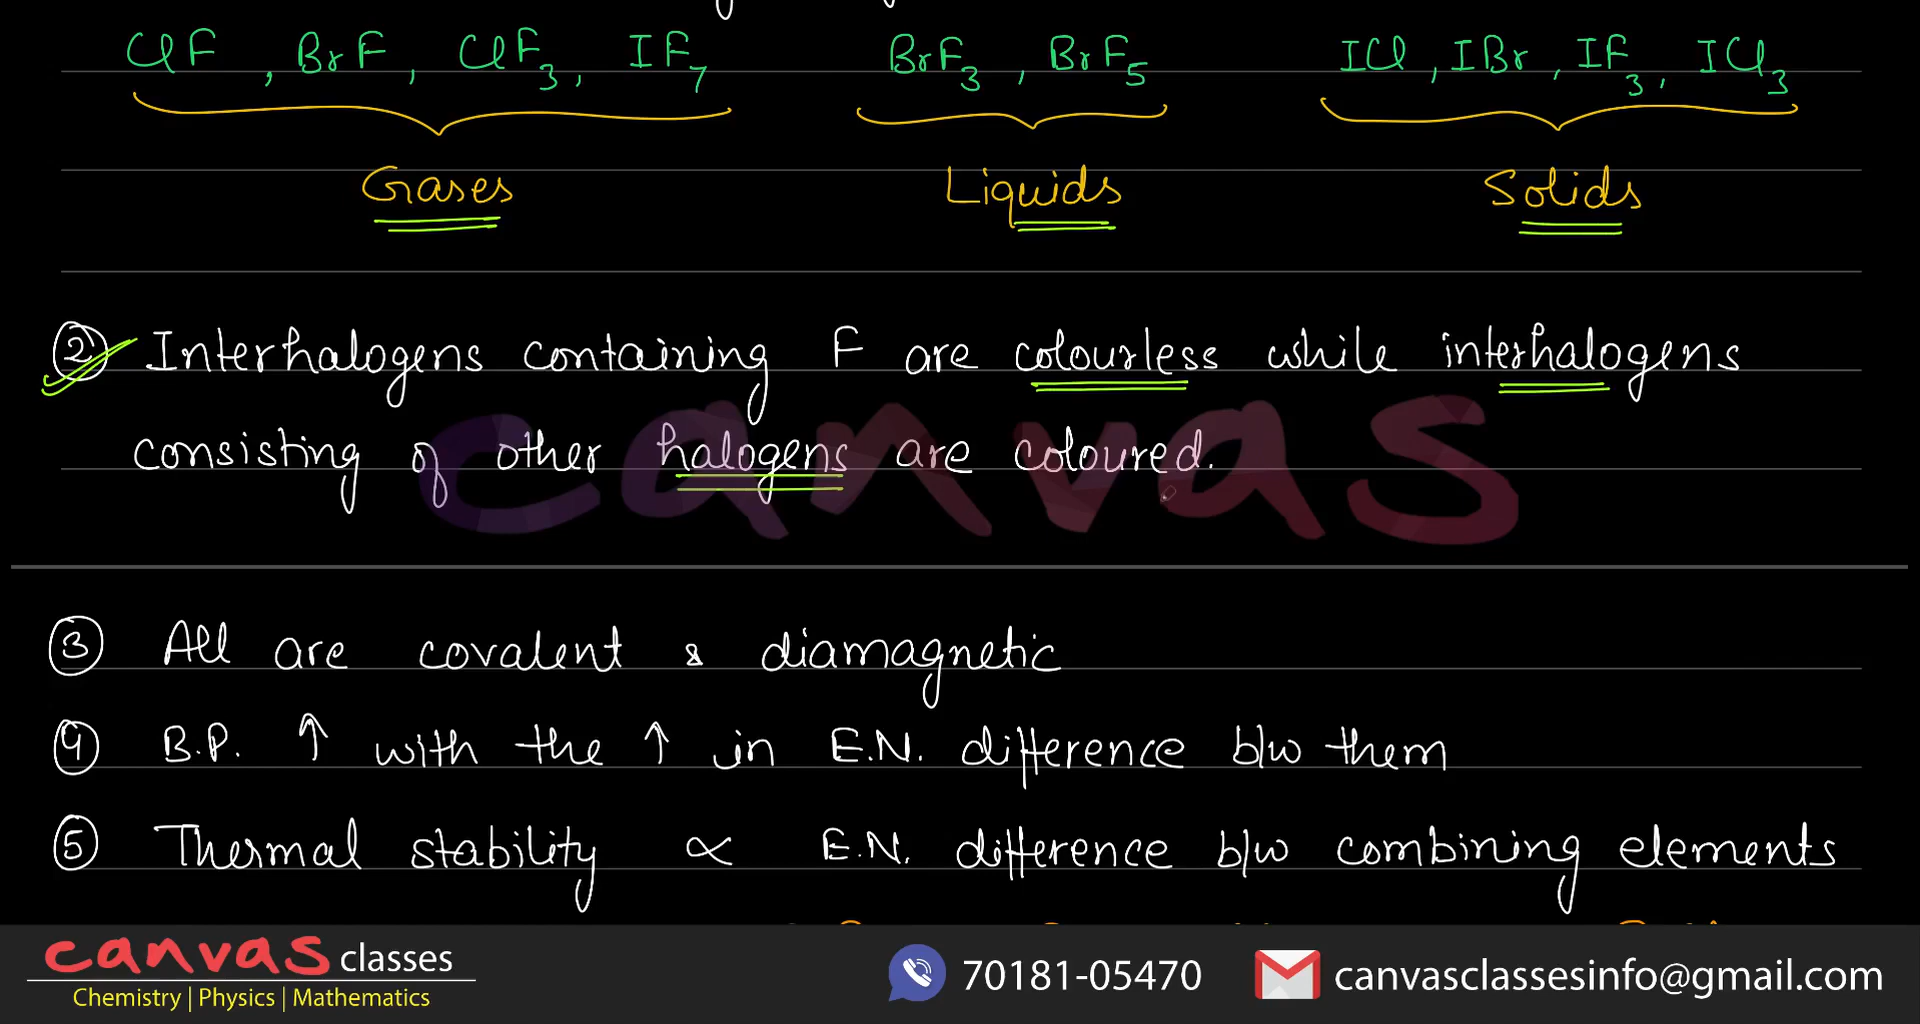 ClF , BrF , ClF3, IF7 BrF3 , BrF5 ICl , IBr , IF3, ICl3
Gases Liquids Solids
② Interhalogens containing F are colourless while interhalogens
consisting of other halogens are coloured.
canvas
③ All are covalent & diamagnetic
④ B.P. ↑ with the ↑ in E.N. difference b/w them
⑤ Thermal stability ∝ E.N. difference b/w combining elements
canvas classes
Chemistry | Physics | Mathematics
70181-05470
canvasclassesinfo@gmail.com